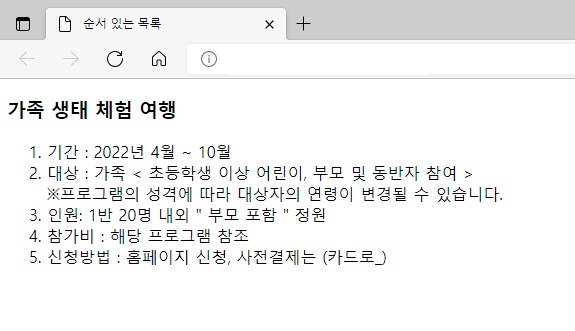 순서 있는 목록
가족 생태 체험 여행
1. 기간 : 2022년 4월 ~ 10월
2. 대상 : 가족 < 초등학생 이상 어린이, 부모 및 동반자 참여 >
※프로그램의 성격에 따라 대상자의 연령이 변경될 수 있습니다.
3. 인원: 1반 20명 내외 " 부모 포함 " 정원
4. 참가비 : 해당 프로그램 참조
5. 신청방법 : 홈페이지 신청, 사전결제는 (카드로_)